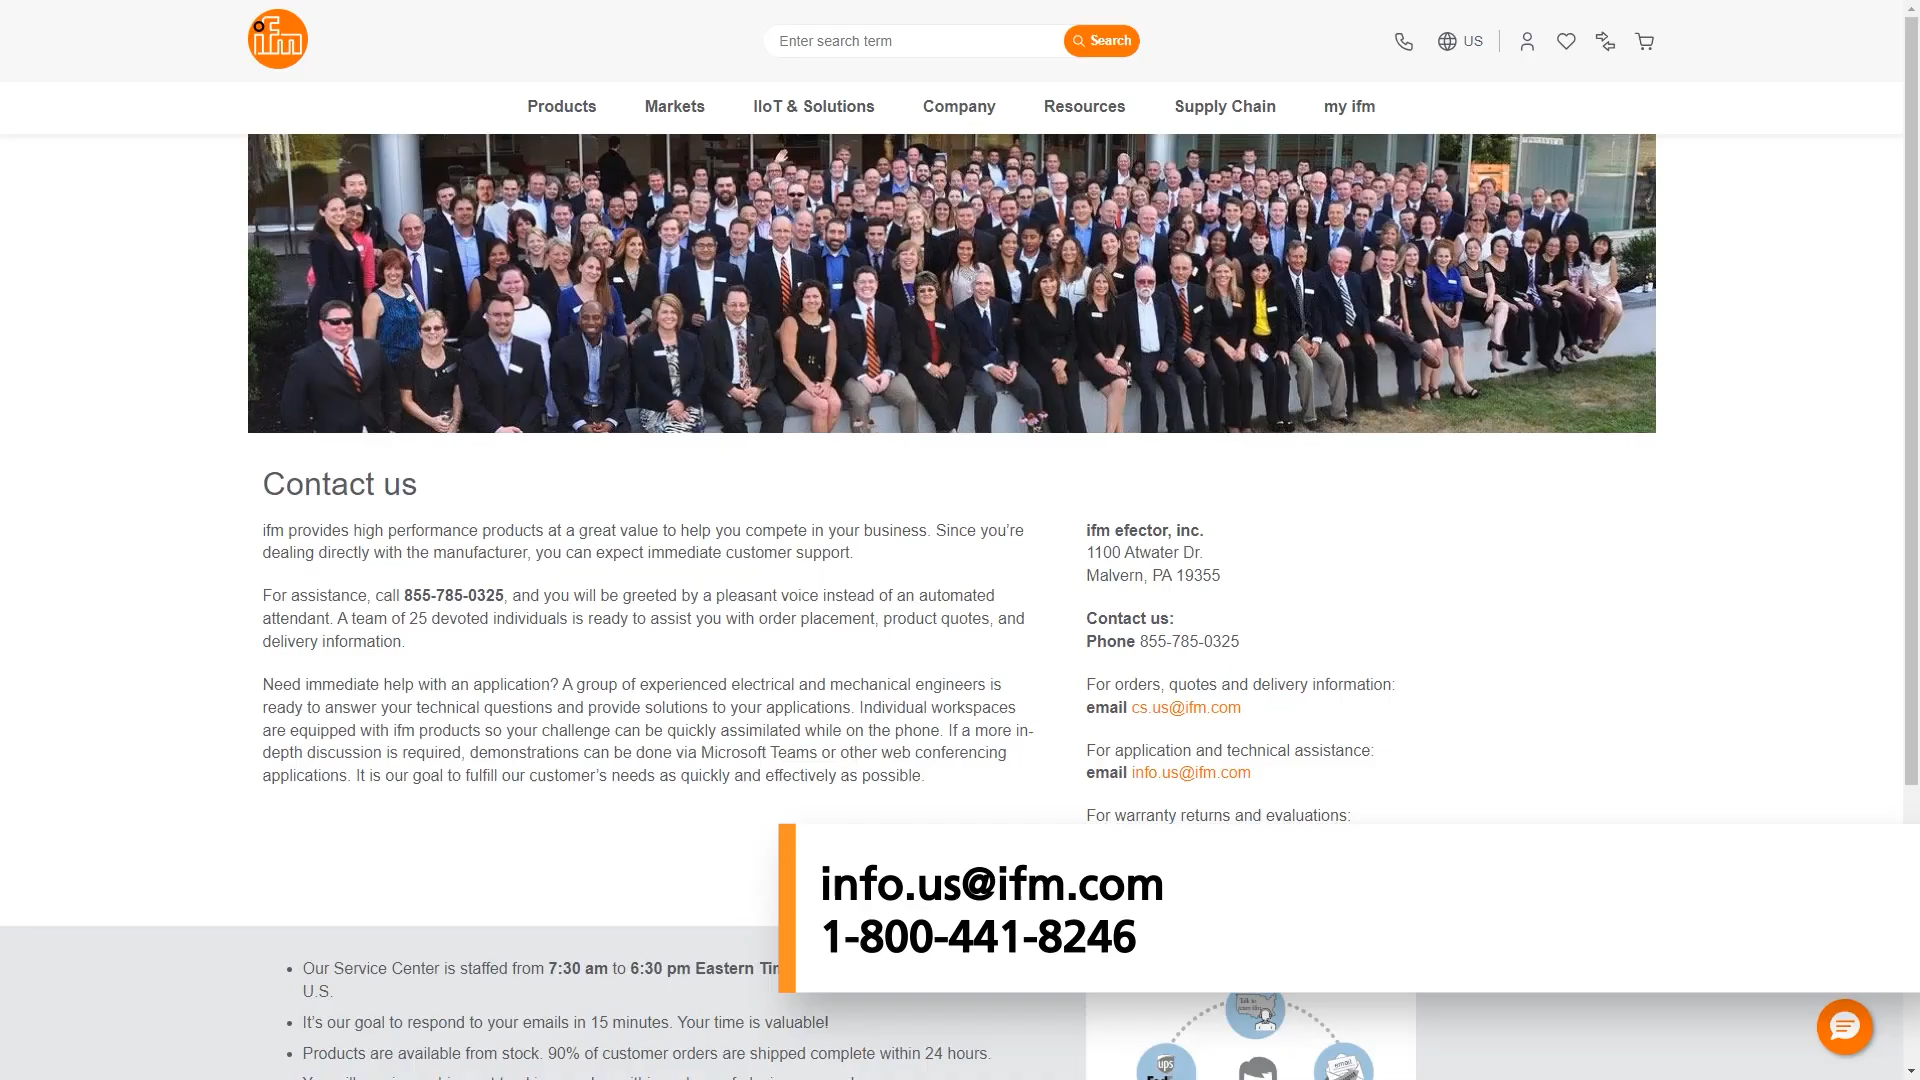 ifm
Enter search term
Search
US
Products
Markets
IIoT & Solutions
Company
Resources
Supply Chain
my ifm
Contact us
ifm provides high performance products at a great value to help you compete in your business. Since you’re
dealing directly with the manufacturer, you can expect immediate customer support.
For assistance, call 855-785-0325, and you will be greeted by a pleasant voice instead of an automated
attendant. A team of 25 devoted individuals is ready to assist you with order placement, product quotes, and
delivery information.
Need immediate help with an application? A group of experienced electrical and mechanical engineers is
ready to answer your technical questions and provide solutions to your applications. Individual workspaces
are equipped with ifm products so your challenge can be quickly assimilated while on the phone. If a more in-
depth discussion is required, demonstrations can be done via Microsoft Teams or other web conferencing
applications. It is our goal to fulfill our customer’s needs as quickly and effectively as possible.
ifm efector, inc.
1100 Atwater Dr.
Malvern, PA 19355
Contact us:
Phone 855-785-0325
For orders, quotes and delivery information:
email cs.us@ifm.com
For application and technical assistance:
email info.us@ifm.com
For warranty returns and evaluations:
info.us@ifm.com
1-800-441-8246
Our Service Center is staffed from 7:30 am to 6:30 pm Eastern
U.S.
It’s our goal to respond to your emails in 15 minutes. Your time is valuable!
Products are available from stock. 90% of customer orders are shipped complete within 24 hours.
ups